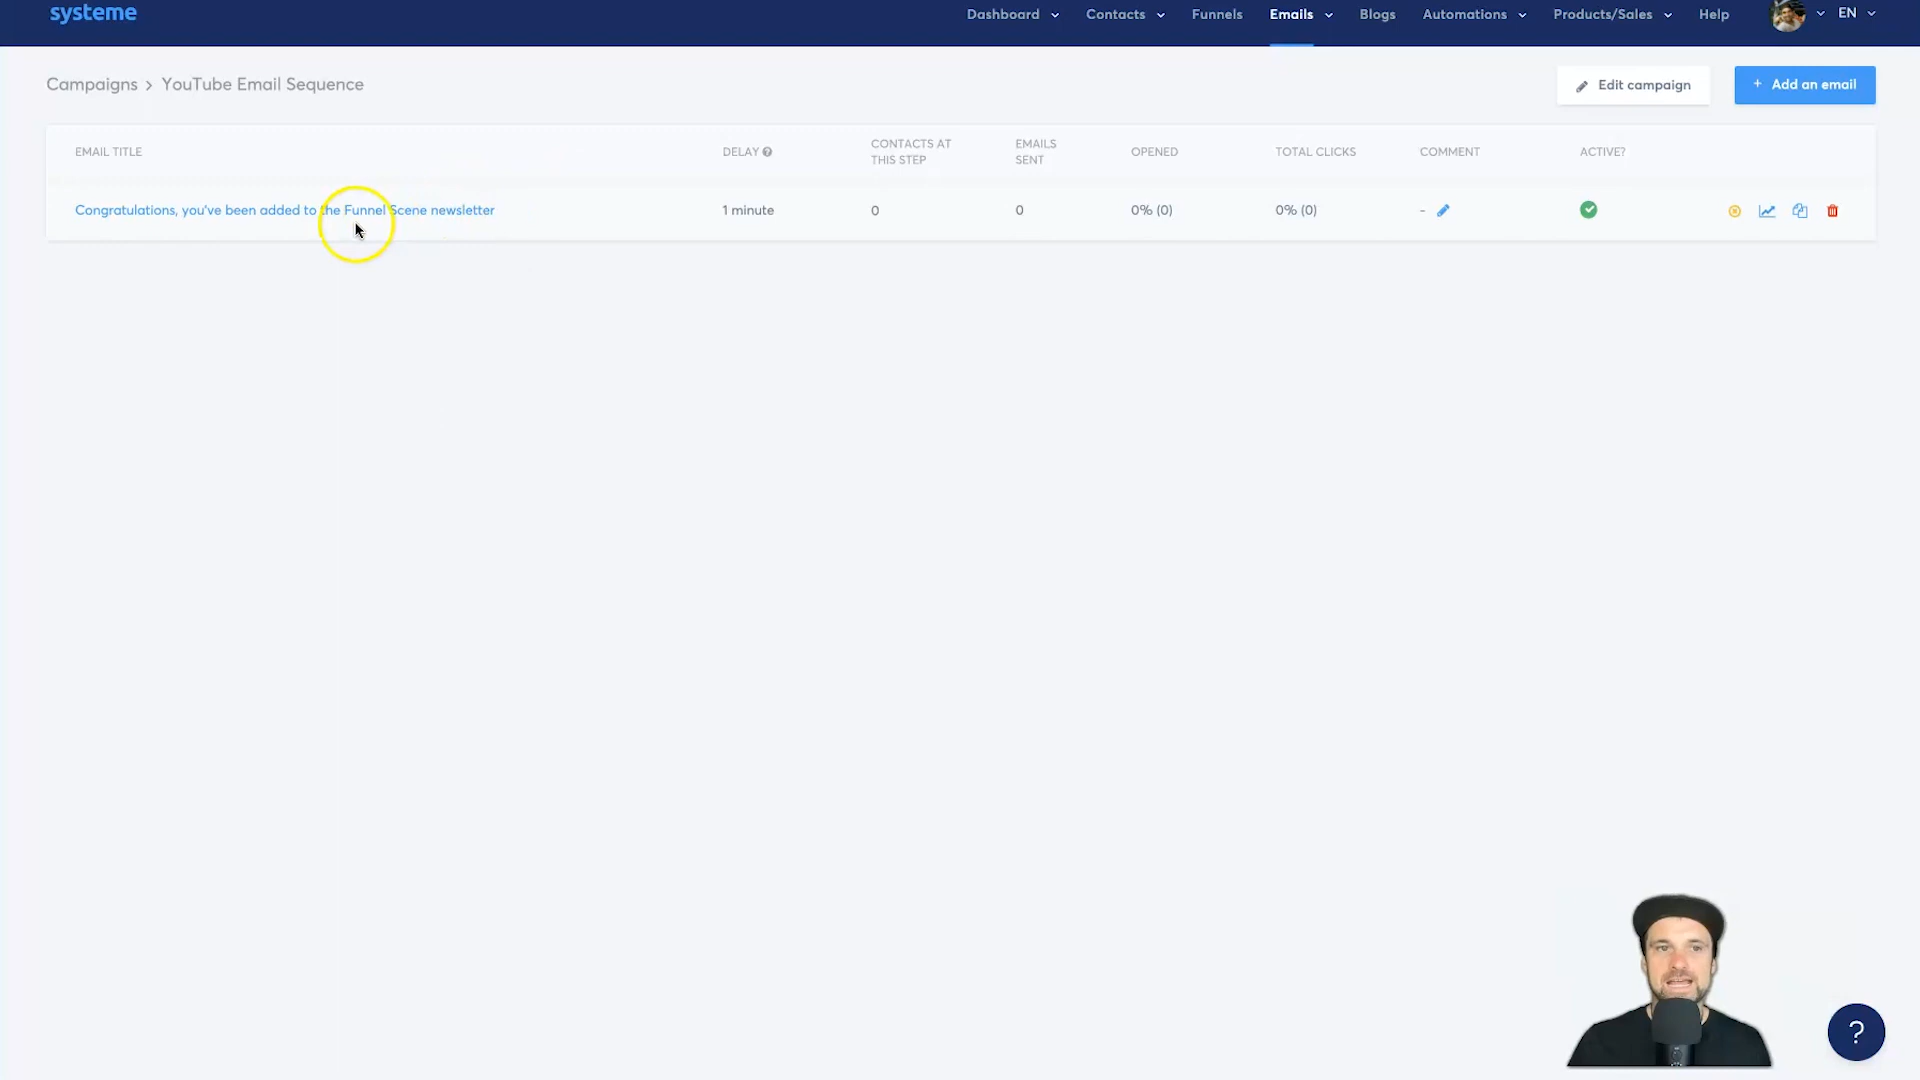 systeme
Dashboard Contacts Funnels Emails Blogs Automations Products/Sales Help EN
Campaigns > YouTube Email Sequence
Edit campaign
+ Add an email
EMAIL TITLE DELAY ? CONTACTS AT THIS STEP EMAILS SENT OPENED TOTAL CLICKS COMMENT ACTIVE?
Congratulations, you've been added to the Funnel Scene newsletter 1 minute 0 0 0% (0) 0% (0) -
?